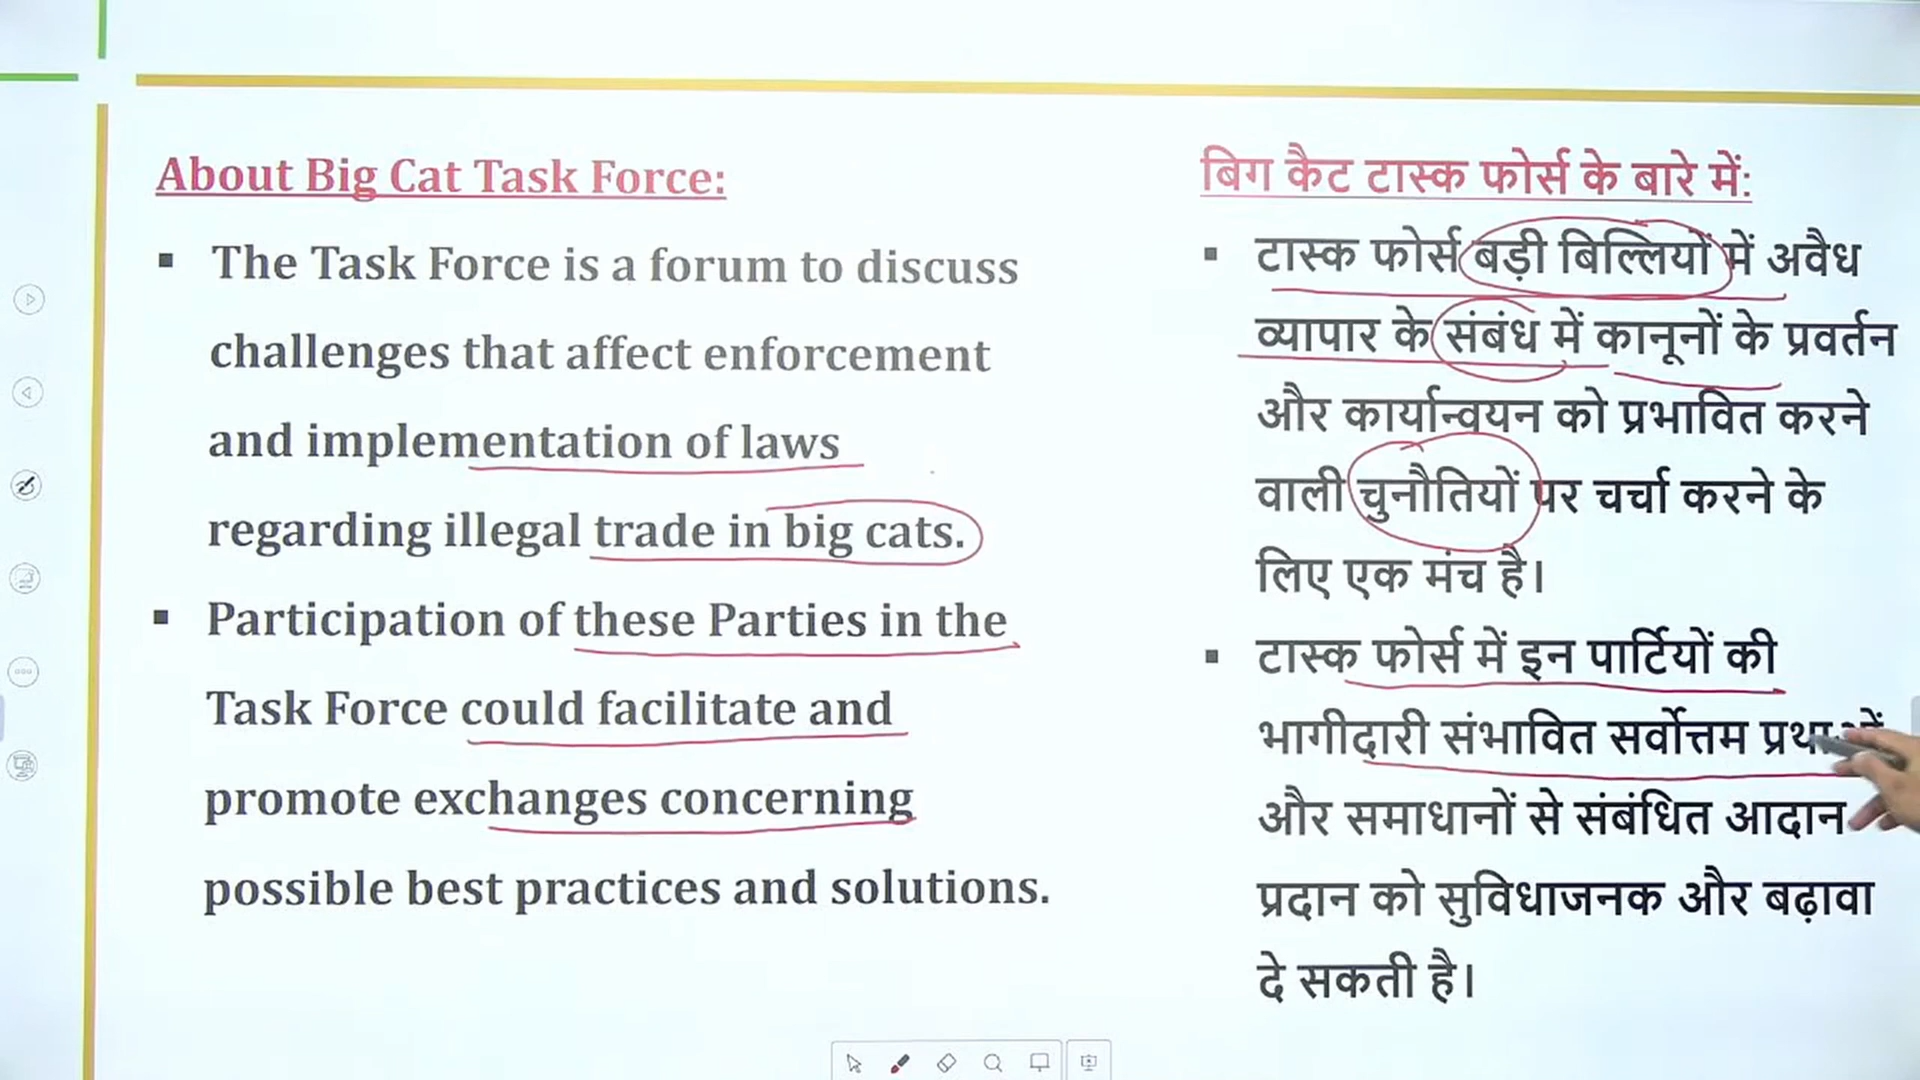 About Big Cat Task Force:
▪ The Task Force is a forum to discuss
challenges that affect enforcement
and implementation of laws
regarding illegal trade in big cats.
▪ Participation of these Parties in the
Task Force could facilitate and
promote exchanges concerning
possible best practices and solutions.
बिग कैट टास्क फोर्स के बारे में:
▪ टास्क फोर्स बड़ी बिल्लियों में अवैध
व्यापार के संबंध में कानूनों के प्रवर्तन
और कार्यान्वयन को प्रभावित करने
वाली चुनौतियों पर चर्चा करने के
लिए एक मंच है।
▪ टास्क फोर्स में इन पार्टियों की
भागीदारी संभावित सर्वोत्तम
और समाधानों से संबंधित आदान
प्रदान को सुविधाजनक और बढ़ावा
दे सकती है।